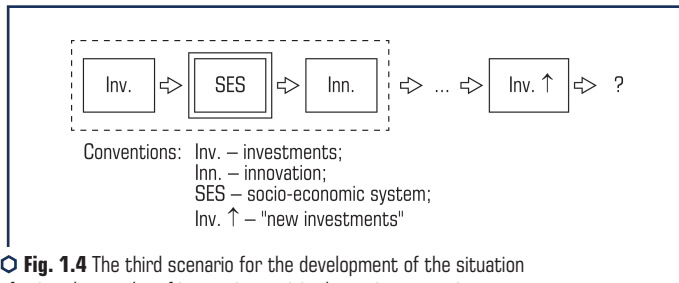 Inv. ⇨ SES ⇨ Inn. ⇨ ... ⇨ Inv. ↑ ⇨ ?
Conventions: Inv. – investments;
Inn. – innovation;
SES – socio-economic system;
Inv. ↑ – "new investments"
Fig. 1.4 The third scenario for the development of the situation